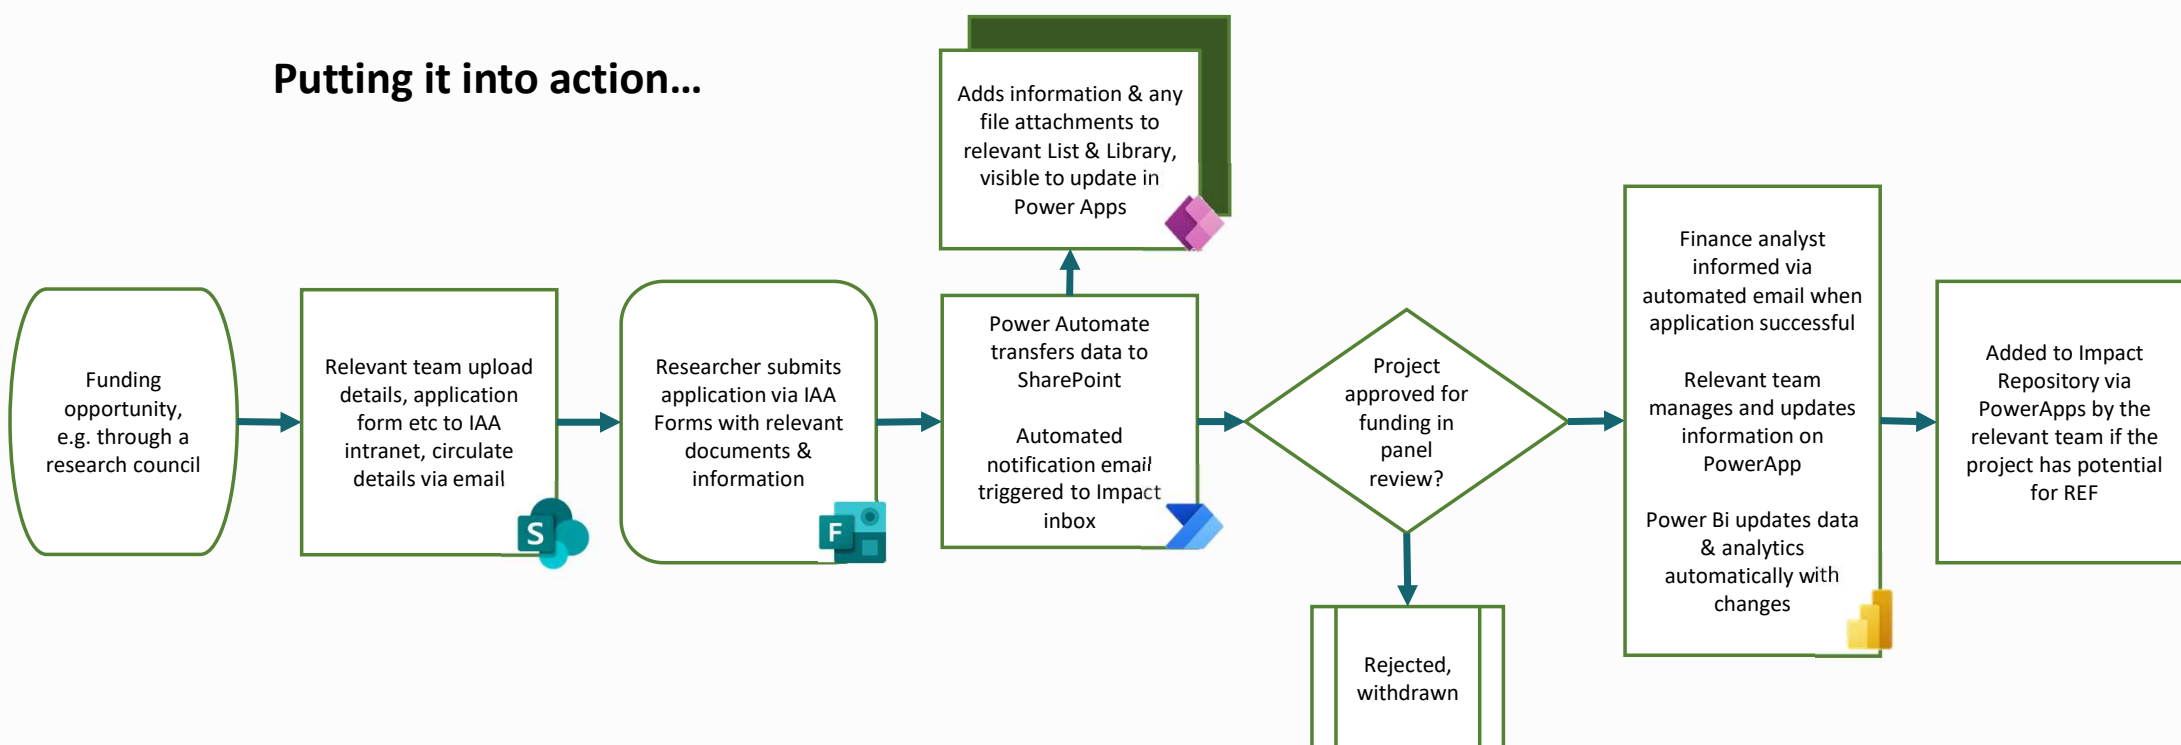 Putting it into action...
Adds information & any
file attachments to
relevant List & Library,
visible to update in
Power Apps
Funding
opportunity,
e.g. through a
research council
Relevant team upload
details, application
form etc to IAA
intranet, circulate
details via email
S
Researcher submits
application via IAA
Forms with relevant
documents &
information
F
Power Automate
transfers data to
SharePoint
Automated
notification email
triggered to Impact
inbox
Project
approved for
funding in
panel
review?
Rejected,
withdrawn
Finance analyst
informed via
automated email when
application successful
Relevant team
manages and updates
information on
PowerApp
Power Bi updates data
& analytics
automatically with
changes
Added to Impact
Repository via
PowerApps by the
relevant team if the
project has potential
for REF